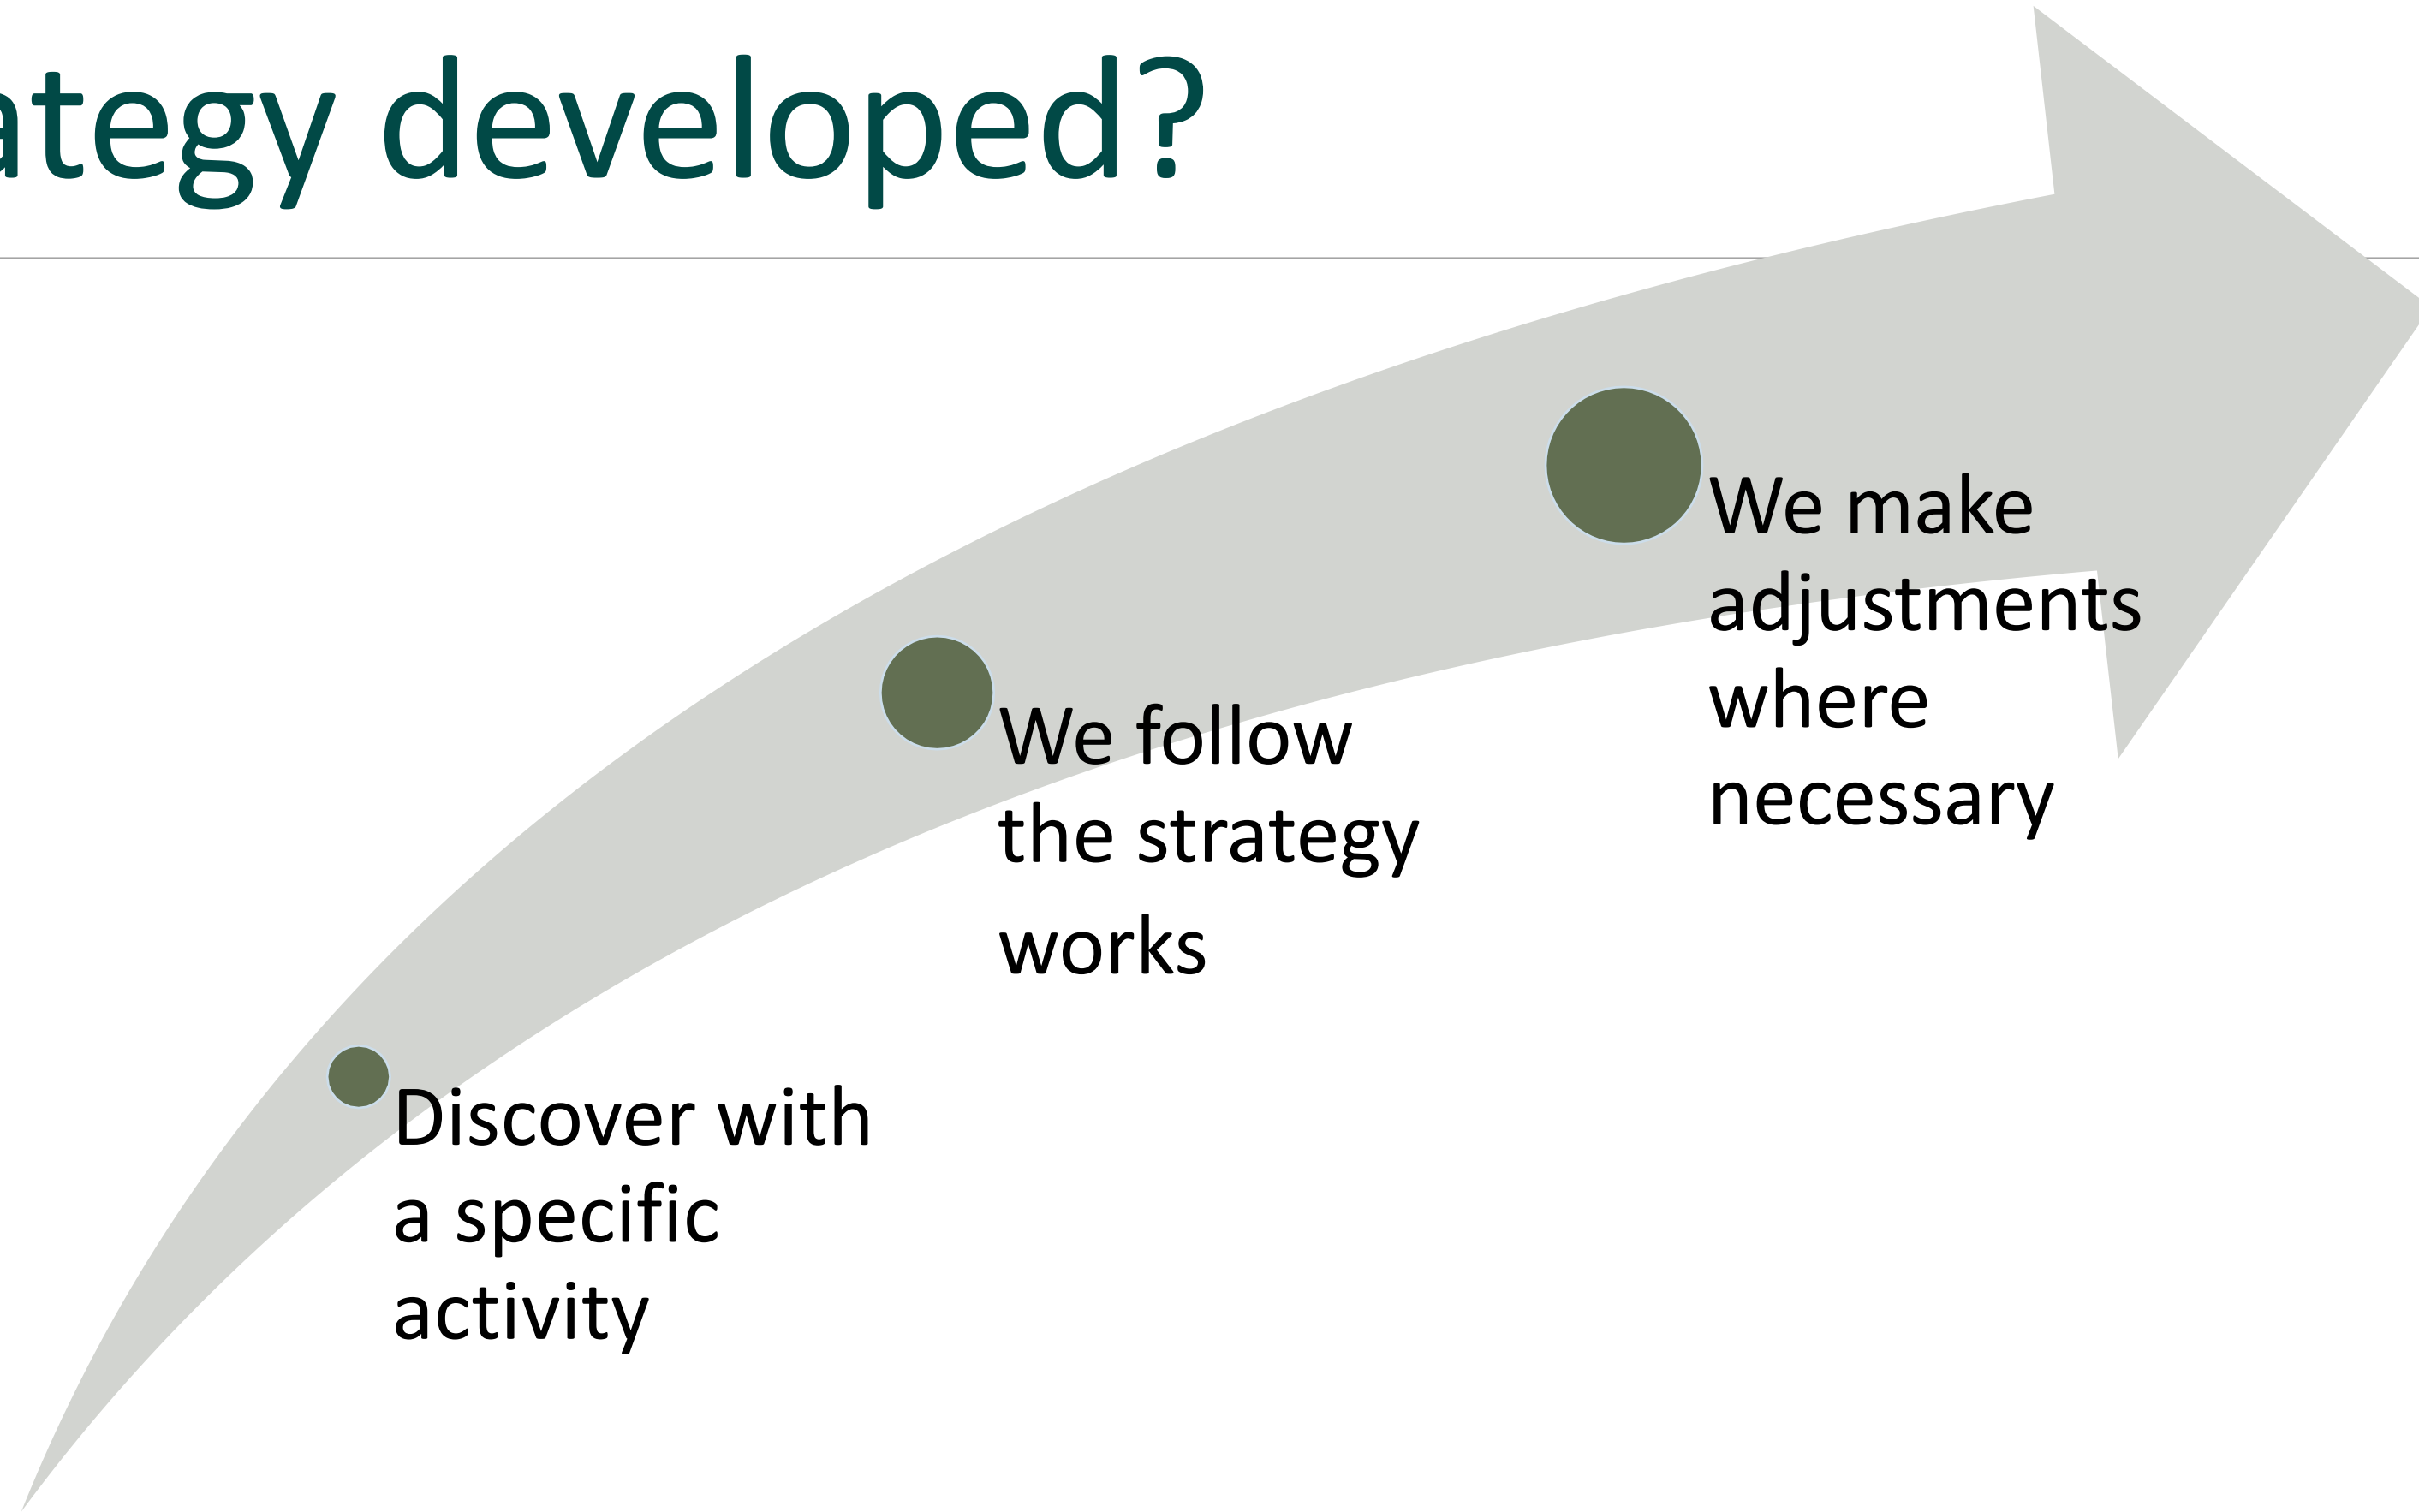 ategy developed?
We make
adjustments
where
necessary
We follow
the strategy
works
Discover with
a specific
activity